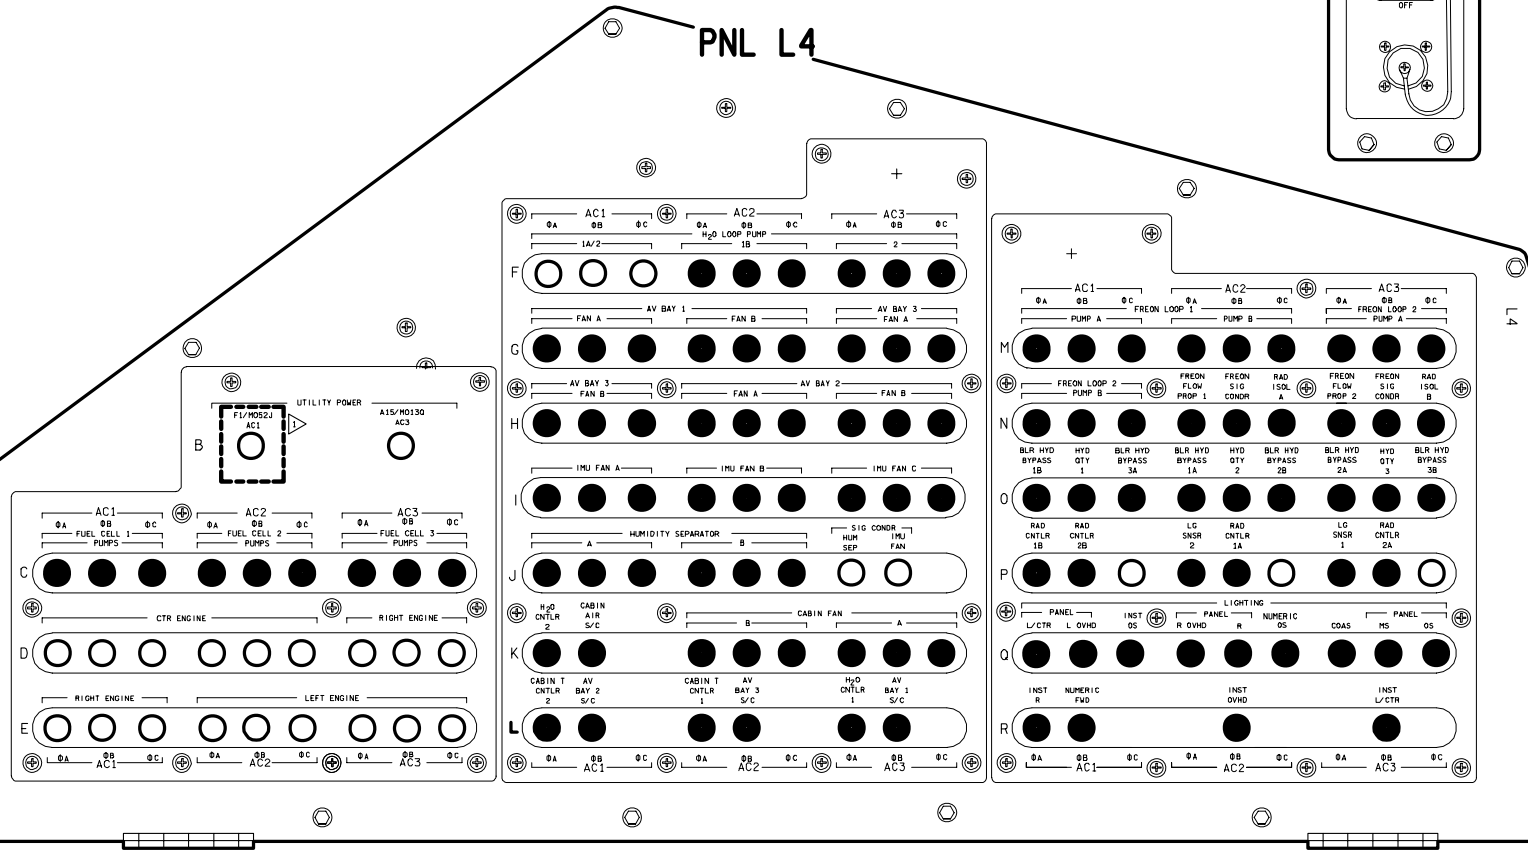 OFF
PNL L4
L4
UTILITY POWER
F1/MO52J A15/MO13Q
AC1 AC3
1
B
AC1 AC2 AC3
ΦA ΦB ΦC ΦA ΦB ΦC ΦA ΦB ΦC
FUEL CELL 1 FUEL CELL 2 FUEL CELL 3
PUMPS PUMPS PUMPS
C
CTR ENGINE RIGHT ENGINE
D
RIGHT ENGINE LEFT ENGINE
E
ΦA ΦB ΦC ΦA ΦB ΦC ΦA ΦB ΦC
AC1 AC2 AC3
AC1 AC2 AC3
ΦA ΦB ΦC ΦA ΦB ΦC ΦA ΦB ΦC
H2O LOOP PUMP
1A/2 1B 2
F
AV BAY 1 AV BAY 3
FAN A FAN B FAN A
G
AV BAY 3 AV BAY 2
FAN B FAN A FAN B
H
IMU FAN A IMU FAN B IMU FAN C
I
HUMIDITY SEPARATOR SIG CONDR
A B HUM IMU
SEP FAN
J
H2O CABIN CABIN FAN
CNTLR AIR B A
2 S/C
K
CABIN T AV CABIN T AV H2O AV
CNTLR BAY 2 CNTLR BAY 3 CNTLR BAY 1
2 S/C 1 S/C 1 S/C
L
ΦA ΦB ΦC ΦA ΦB ΦC ΦA ΦB ΦC
AC1 AC2 AC3
AC1 AC2 AC3
ΦA ΦB ΦC ΦA ΦB ΦC ΦA ΦB ΦC
FREON LOOP 1 FREON LOOP 2
PUMP A PUMP B PUMP A
M
FREON LOOP 2 FREON FREON RAD FREON FREON RAD
PUMP B FLOW SIG ISOL FLOW SIG ISOL
PROP 1 CONDR A PROP 2 CONDR B
N
BLR HYD HYD BLR HYD BLR HYD HYD BLR HYD BLR HYD HYD BLR HYD
BYPASS QTY BYPASS BYPASS QTY BYPASS BYPASS QTY BYPASS
1B 1 3A 1A 2 2B 2A 3 3B
O
RAD RAD LG RAD LG RAD
CNTLR CNTLR SNSR CNTLR SNSR CNTLR
1B 2B 2 1A 1 2A
P
LIGHTING
PANEL INST PANEL NUMERIC PANEL
L/CTR L OVHD OS R OVHD R OS COAS MS OS
Q
INST NUMERIC INST INST
R FWD OVHD L/CTR
R
ΦA ΦB ΦC ΦA ΦB ΦC ΦA ΦB ΦC
AC1 AC2 AC3